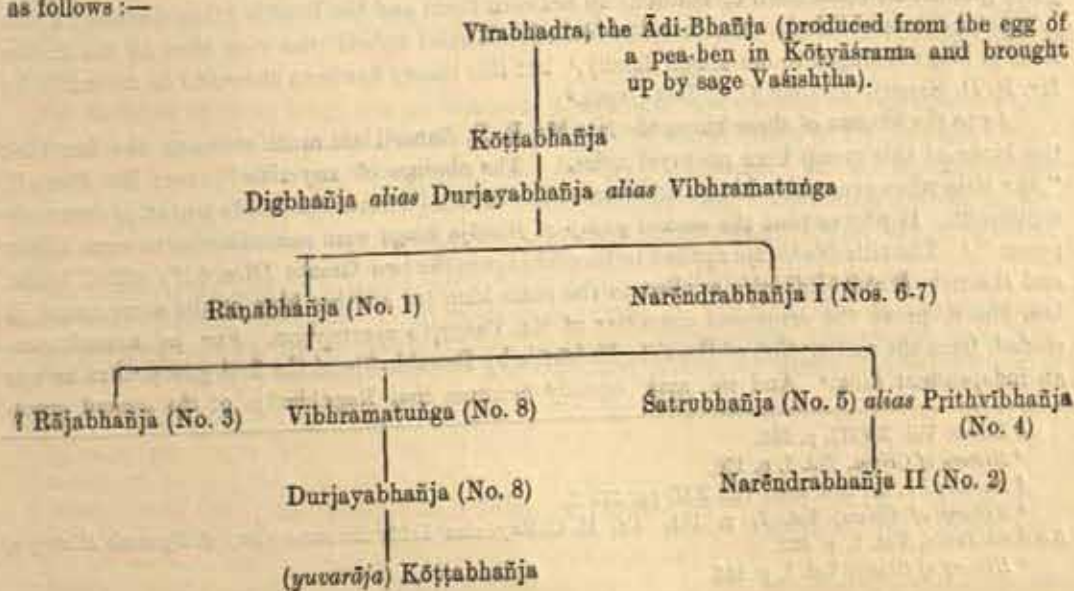 as follows :—
Vīrabhadra, the Ādi-Bhañja (produced from the egg of
a pea-ben in Kōṭyāśrama and brought
up by sage Vaśishṭha).
Kōṭṭabhañja
Digbhañja alias Durjayabhañja alias Vibhramatuṅga
Raṇabhañja (No. 1)
Narēndrabhañja I (Nos. 6-7)
? Rājabhañja (No. 3)
Vibhramatuṅga (No. 8)
Śatrubhañja (No. 5) alias Pṛithvībhañja
(No. 4)
Durjayabhañja (No. 8)
Narēndrabhañja II (No. 2)
(yuvarāja) Kōṭṭabhañja